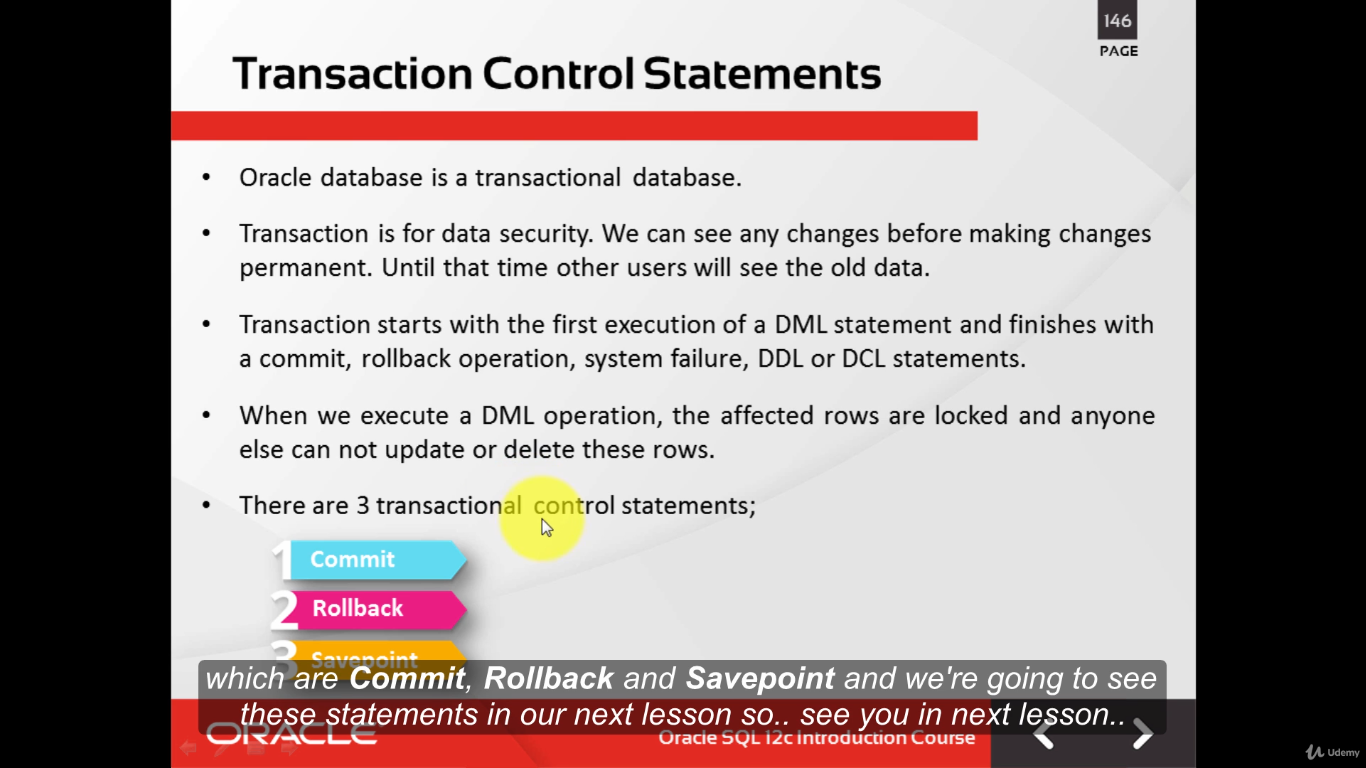 146
PAGE
Transaction Control Statements
• Oracle database is a transactional database.
• Transaction is for data security. We can see any changes before making changes
permanent. Until that time other users will see the old data.
• Transaction starts with the first execution of a DML statement and finishes with
a commit, rollback operation, system failure, DDL or DCL statements.
• When we execute a DML operation, the affected rows are locked and anyone
else can not update or delete these rows.
• There are 3 transactional control statements;
1 Commit
2 Rollback
3 Savepoint
which are Commit, Rollback and Savepoint and we're going to see
these statements in our next lesson so.. see you in next lesson..
ORACLE
Oracle SQL 12c Introduction Course
Udemy